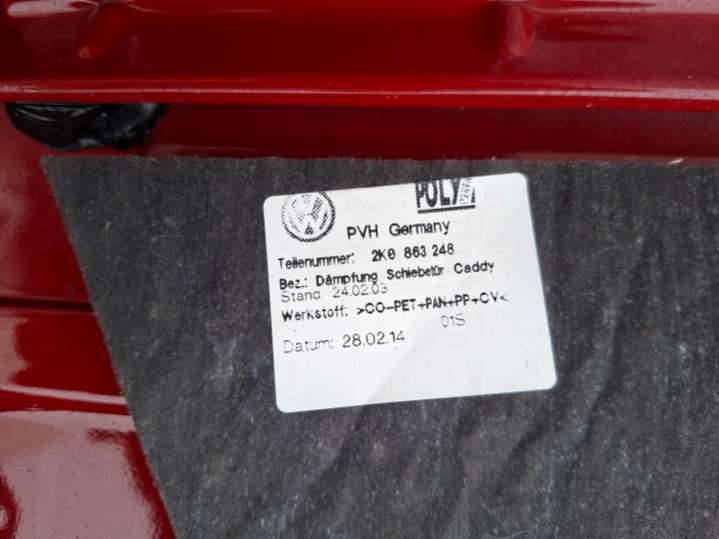 PVH Germany
Teilenummer: 2K0 863 248
Bez.: Dämpfung Schiebetür Caddy
Stand: 24.02.03
Werkstoff: >CO-PET+PAN+PP+CV<
01S
Datum: 28.02.14